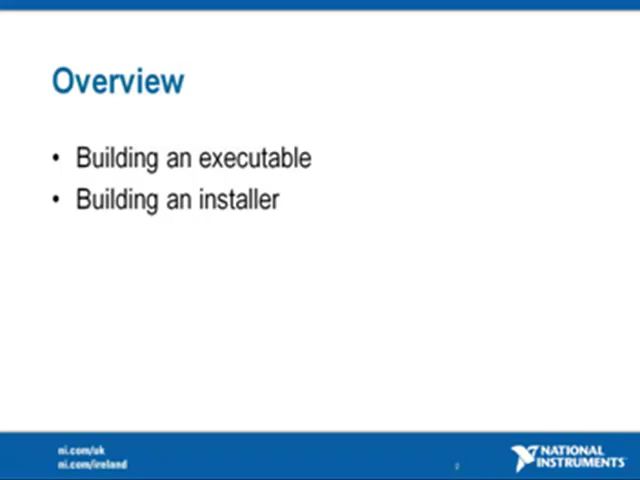 Overview
• Building an executable
• Building an installer
ni.com/uk
ni.com/ireland
NATIONAL
INSTRUMENTS